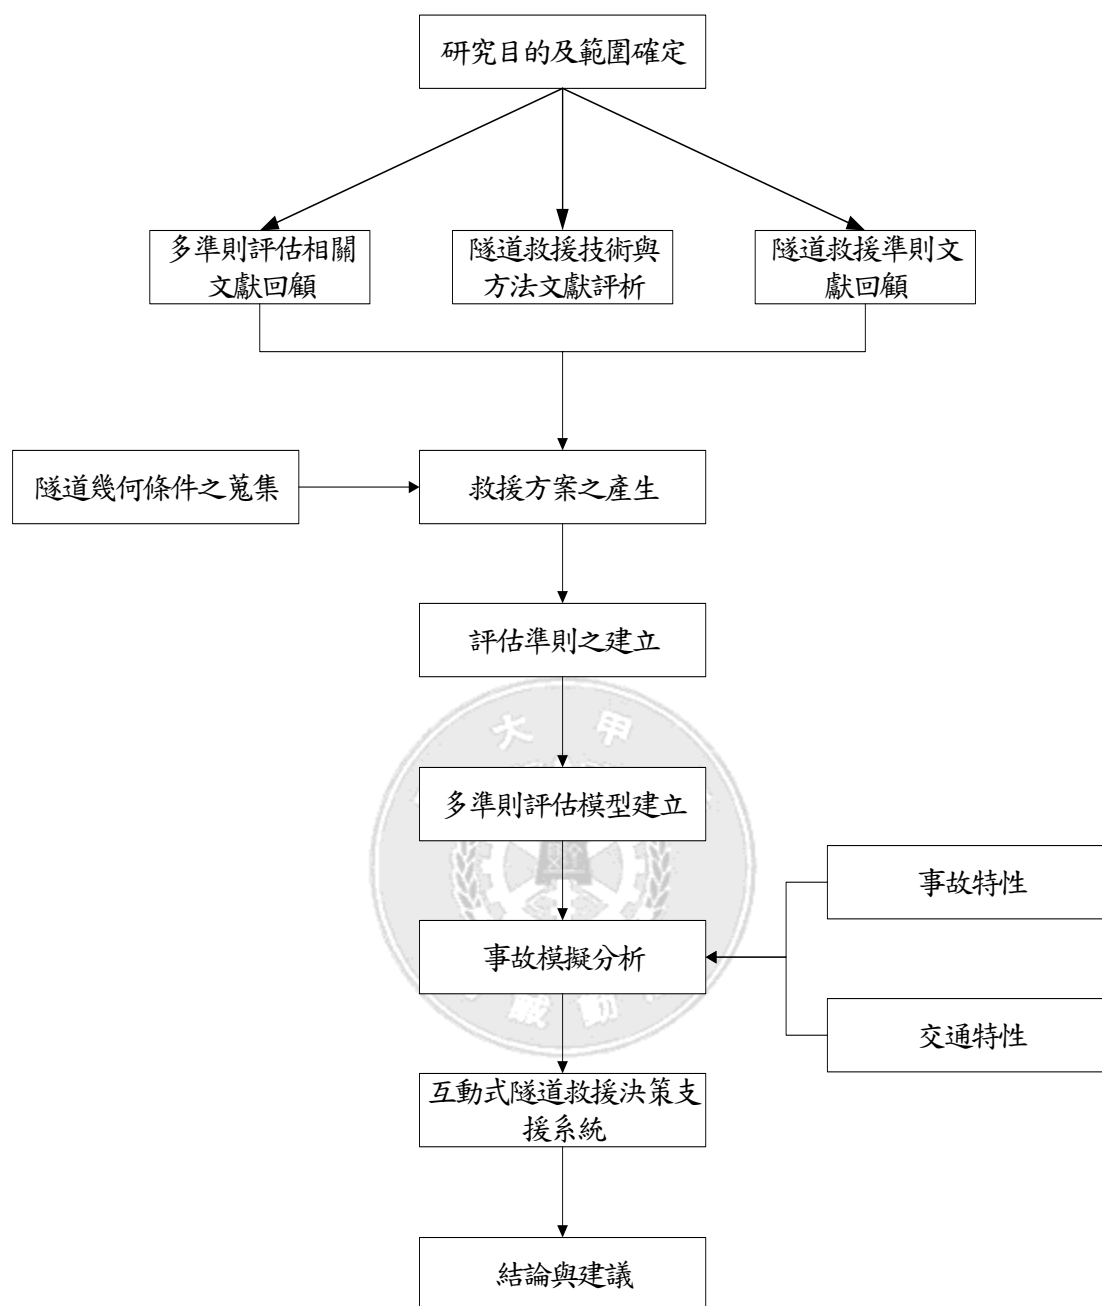 研究目的及範圍確定
多準則評估相關
文獻回顧
隧道救援技術與
方法文獻評析
隧道救援準則文
獻回顧
隧道幾何條件之蒐集
救援方案之產生
評估準則之建立
大 甲
多準則評估模型建立
事故特性
事故模擬分析
交通特性
互動式隧道救援決策支
援系統
結論與建議